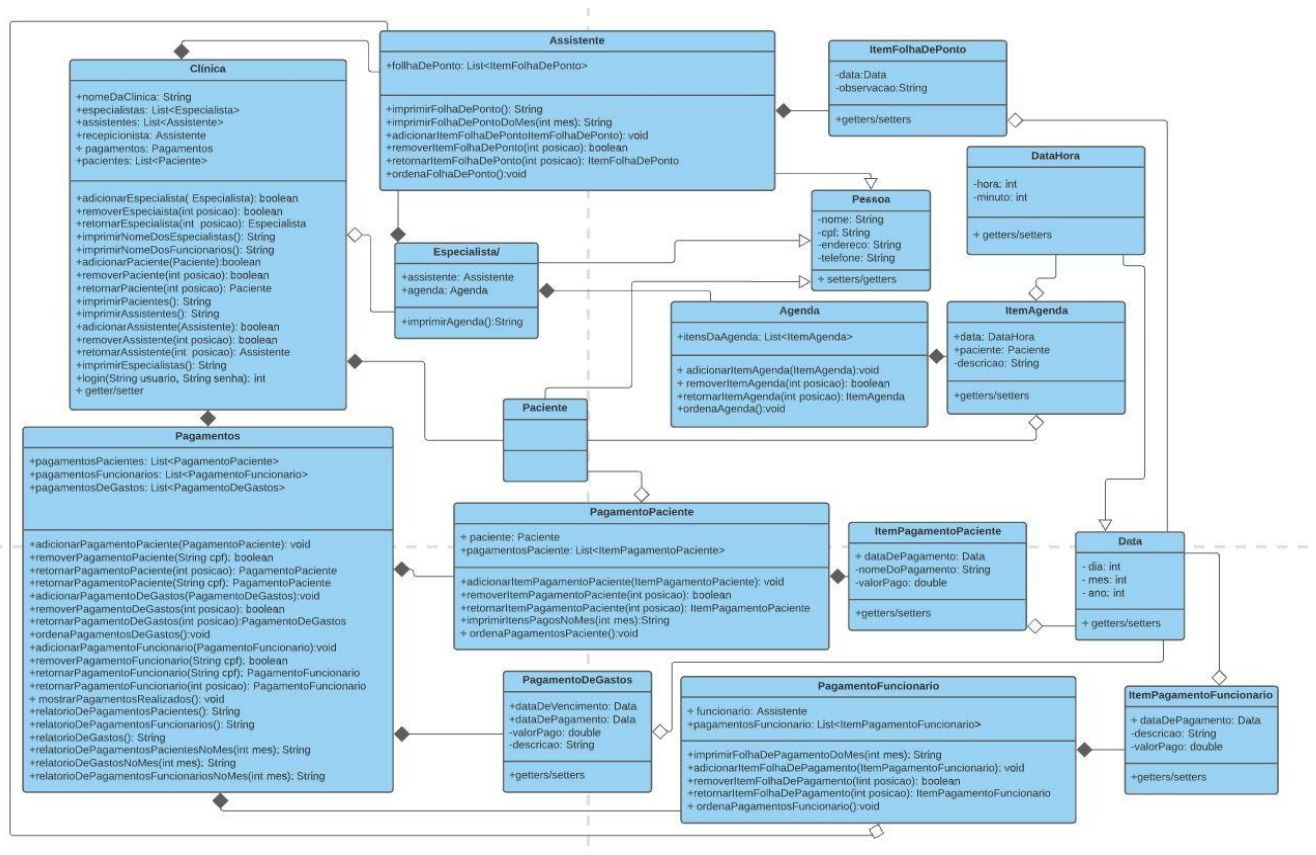 Assistente
+follhaDePonto: List<ItemFolhaDePonto>
+imprimirFolhaDePonto(): String
+imprimirFolhaDePontoDoMes(int mes); String
+adicionarItemFolhaDePontoItemFolhaDePonto): void
+removerItemFolhaDePonto(int posicao): boolean
+retornarItemFolhaDePonto(int posicao): ItemFolhaDePonto
+ordenaFolhaDePonto():void
ItemFolhaDePonto
-data:Data
-observacao:String
+getters/setters
Clínica
+nomeDaClinica: String
+especialistas: List<Especialista>
+assistentes: List<Assistente>
+recepicionista: Assistente
+ pagamentos: Pagamentos
+pacientes: List<Paciente>
+adicionarEspecialista( Especialista): boolean
+removerEspeciaista(int posicao): boolean
+retornarEspecialista(int posicao): Especialista
+imprimirNomeDosEspecialistas(): String
+imprimirNomeDosFuncionarios(): String
+adicionarPaciente(Paciente):boolean
+removerPaciente(int posicao): boolean
+retornarPaciente(int posicao): Paciente
+imprimirPacientes(): String
+imprimirAssistentes(): String
+adicionarAssistente(Assistente): boolean
+removerAssistente(int posicao): boolean
+retornarAssistente(int posicao): Assistente
+imprimirEspecialistas(): String
+login(String usuario, String senha): int
+ getter/setter
DataHora
-hora: int
-minuto: int
+ getters/setters
Pessoa
-nome: String
-cpf: String
-endereco: String
-telefone: String
+ setters/getters
Especialista/
+assistente: Assistente
+agenda: Agenda
+imprimirAgenda():String
Agenda
+itensDaAgenda: List<ItemAgenda>
+ adicionarItemAgenda(ItemAgenda):void
+ removerItemAgenda(int posicao): boolean
+retornarItemAgenda(int posicao): ItemAgenda
+ordenaAgenda():void
ItemAgenda
+data: DataHora
+paciente: Paciente
-descricao: String
+getters/setters
Paciente
Pagamentos
+pagamentosPacientes: List<PagamentoPaciente>
+pagamentosFuncionarios: List<PagamentoFuncionario>
+pagamentosDeGastos: List<PagamentoDeGastos>
+adicionarPagamentoPaciente(PagamentoPaciente): void
+removerPagamentoPaciente(String cpf): boolean
+retornarPagamentoPaciente(int posicao): PagamentoPaciente
+retornarPagamentoPaciente(String cpf): PagamentoPaciente
+adicionarPagamentoDeGastos(PagamentoDeGastos):void
+removerPagamentoDeGastos(int posicao): boolean
+retornarPagamentoDeGastos(int posicao):PagamentoDeGastos
+ordenaPagamentosDeGastos():void
+adicionarPagamentoFuncionario(PagamentoFuncionario):void
+removerPagamentoFuncionario(String cpf): boolean
+retornarPagamentoFuncionario(String cpf): PagamentoFuncionario
+retornarPagamentoFuncionario(int posicao): PagamentoFuncionario
+ mostrarPagamentosRealizados(): void
+relatorioDePagamentosPacientes(): String
+relatorioDePagamentosFuncionarios(): String
+relatorioDeGastos(): String
+relatorioDePagamentosPacientesNoMes(int mes); String
+relatorioDeGastosNoMes(int mes); String
+relatorioDePagamentosFuncionariosNoMes(int mes); String
PagamentoPaciente
+ paciente: Paciente
+pagamentosPaciente: List<ItemPagamentoPaciente>
+adicionarItemPagamentoPaciente(ItemPagamentoPaciente): void
+removerItemPagamentoPaciente(int posicao): boolean
+retornarItemPagamentoPaciente(int posicao): ItemPagamentoPaciente
+imprimirItensPagosNoMes(int mes):String
+ ordenaPagamentosPaciente():void
ItemPagamentoPaciente
+ dataDePagamento: Data
-nomeDoPagamento: String
-valorPago: double
+getters/setters
Data
- dia: int
- mes: int
- ano: int
+ getters/setters
PagamentoDeGastos
+dataDeVencimento: Data
+dataDePagamento: Data
-valorPago: double
-descricao: String
+getters/setters
PagamentoFuncionario
+ funcionario: Assistente
+pagamentosFuncionario: List<ItemPagamentoFuncionario>
+imprimirFolhaDePagamentoDoMes(int mes); String
+adicionarItemFolhaDePagamento(ItemPagamentoFuncionario): void
+removerItemFolhaDePagamento(Iint posicao): boolean
+retornarItemFolhaDePagamento(int posicao): ItemPagamentoFuncionario
+ ordenaPagamentosFuncionario():void
ItemPagamentoFuncionario
+ dataDePagamento: Data
-descricao: String
-valorPago: double
+getters/setters